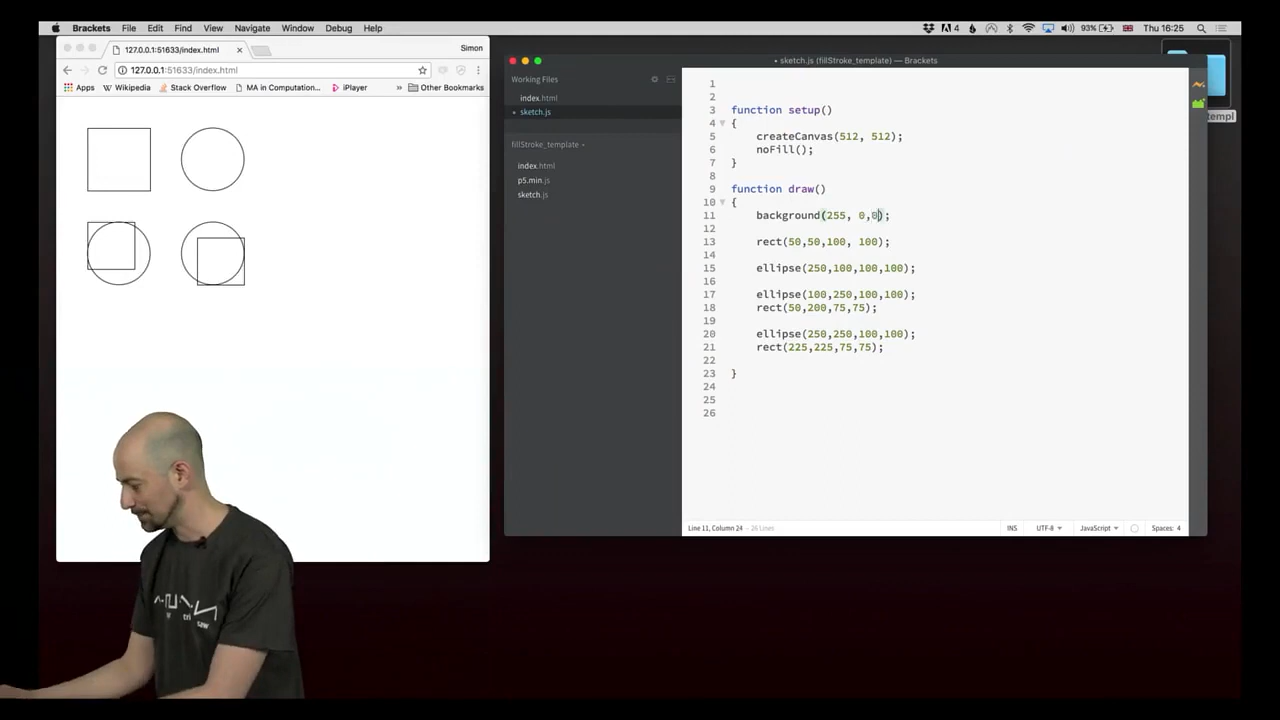 Brackets File Edit Find View Navigate Window Debug Help
4 93% Thu 16:25
127.0.0.1:51633/index.html
Simon
127.0.0.1:51633/index.html
Apps Wikipedia Stack Overflow MA in Computation... iPlayer » Other Bookmarks
• sketch.js (fillStroke_template) — Brackets
Working Files
index.html
sketch.js
fillStroke_template
index.html
p5.min.js
sketch.js
templ
1
2
3 function setup()
4 {
5 createCanvas(512, 512);
6 noFill();
7 }
8
9 function draw()
10 {
11 background(255, 0,0);
12
13 rect(50,50,100, 100);
14
15 ellipse(250,100,100,100);
16
17 ellipse(100,250,100,100);
18 rect(50,200,75,75);
19
20 ellipse(250,250,100,100);
21 rect(225,225,75,75);
22
23 }
24
25
26
Line 11, Column 24 - 26 Lines
INS UTF-8 JavaScript Spaces: 4
tri saw